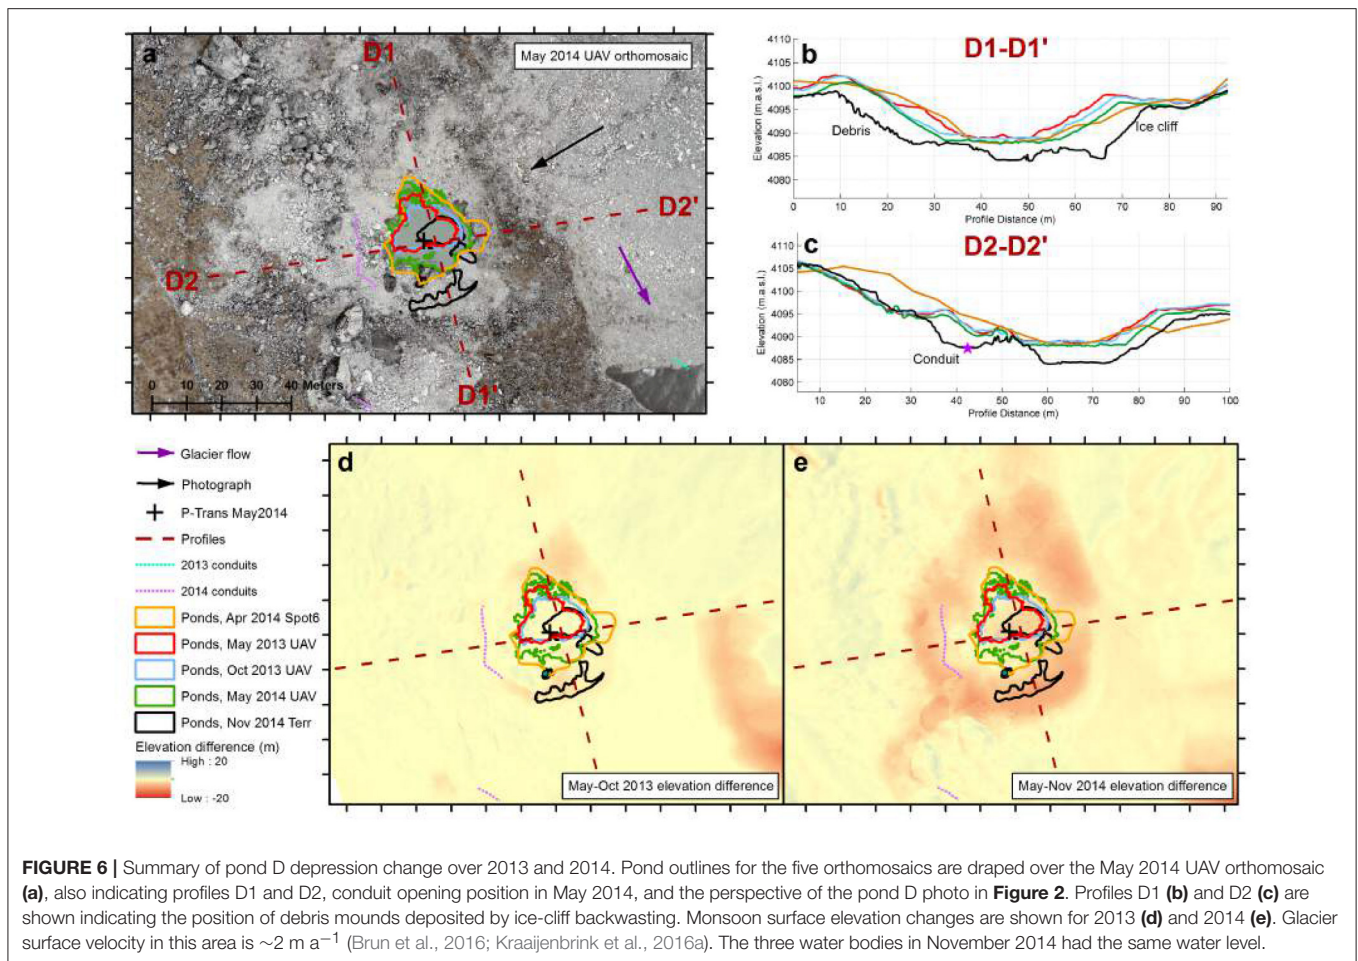 a
D1
May 2014 UAV orthomosaic
D2'
D2
0 10 20 40 Meters
D1'
b
D1-D1'
4110
4105
4100
4095
4090
4085
4080
Elevation (m.a.s.l.)
Debris
Ice cliff
0 10 20 30 40 50 60 70 80 90
Profile Distance (m)
c
D2-D2'
4110
4105
4100
4095
4090
4085
4080
Elevation (m.a.s.l.)
Conduit
10 20 30 40 50 60 70 80 90 100
Profile Distance (m)
Glacier flow
Photograph
P-Trans May2014
Profiles
2013 conduits
2014 conduits
Ponds, Apr 2014 Spot6
Ponds, May 2013 UAV
Ponds, Oct 2013 UAV
Ponds, May 2014 UAV
Ponds, Nov 2014 Terr
Elevation difference (m)
High : 20
Low : -20
d
May-Oct 2013 elevation difference
e
May-Nov 2014 elevation difference
FIGURE 6 | Summary of pond D depression change over 2013 and 2014. Pond outlines for the five orthomosaics are draped over the May 2014 UAV orthomosaic
(a), also indicating profiles D1 and D2, conduit opening position in May 2014, and the perspective of the pond D photo in Figure 2. Profiles D1 (b) and D2 (c) are
shown indicating the position of debris mounds deposited by ice-cliff backwasting. Monsoon surface elevation changes are shown for 2013 (d) and 2014 (e). Glacier
surface velocity in this area is ∼2 m a−1 (Brun et al., 2016; Kraaijenbrink et al., 2016a). The three water bodies in November 2014 had the same water level.